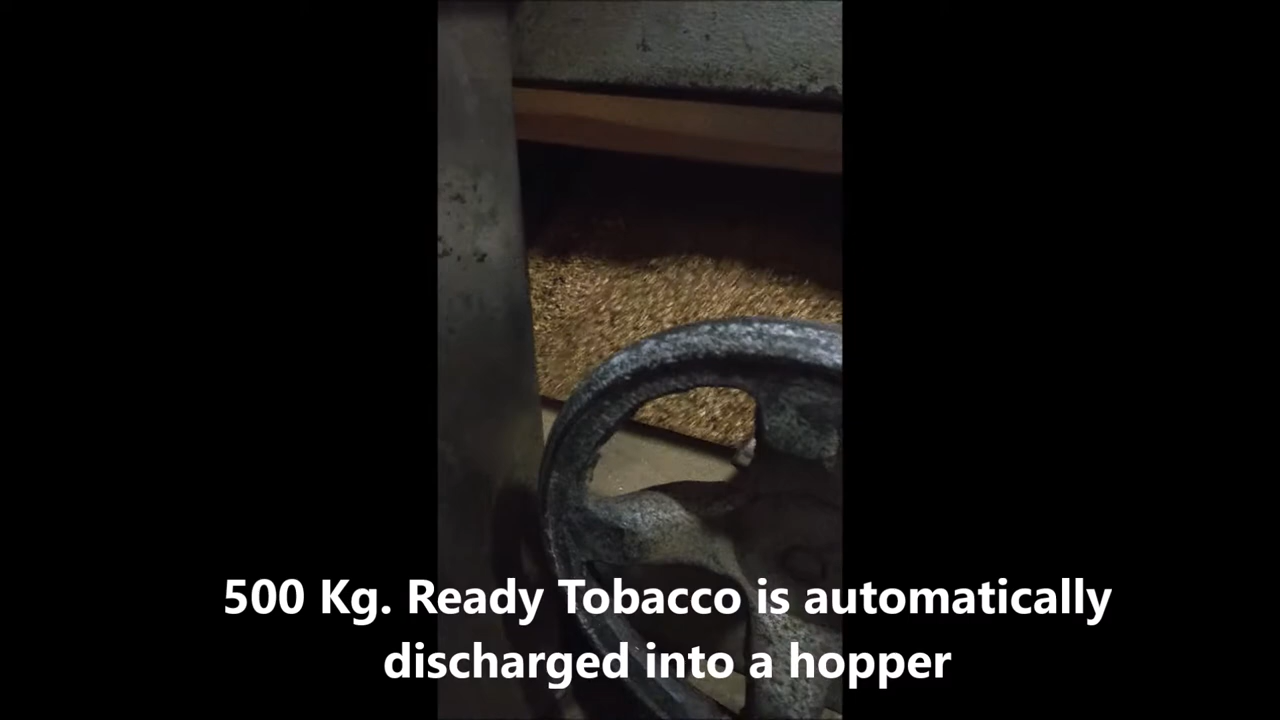 500 Kg. Ready Tobacco is automatically
discharged into a hopper